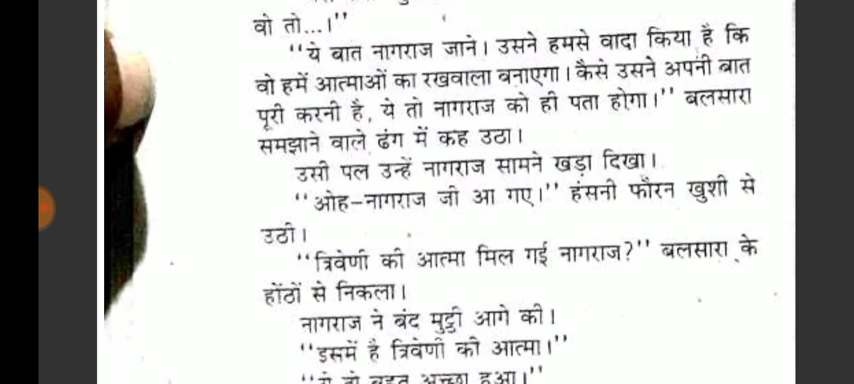 वो तो...।''
''ये बात नागराज जाने। उसने हमसे वादा किया है कि
वो हमें आत्माओं का रखवाला बनाएगा। कैसे उसने अपनी बात
पूरी करनी है, ये तो नागराज को ही पता होगा।'' बलसारा
समझाने वाले ढंग में कह उठा।
उसी पल उन्हें नागराज सामने खड़ा दिखा।
''ओह-नागराज जी आ गए।'' हंसनी फौरन खुशी से
उठी।
''त्रिवेणी की आत्मा मिल गई नागराज?'' बलसारा के
होंठों से निकला।
नागराज ने बंद मुट्ठी आगे की।
''इसमें है त्रिवेणी की आत्मा।''
''ये तो बहुत अच्छा हुआ।''